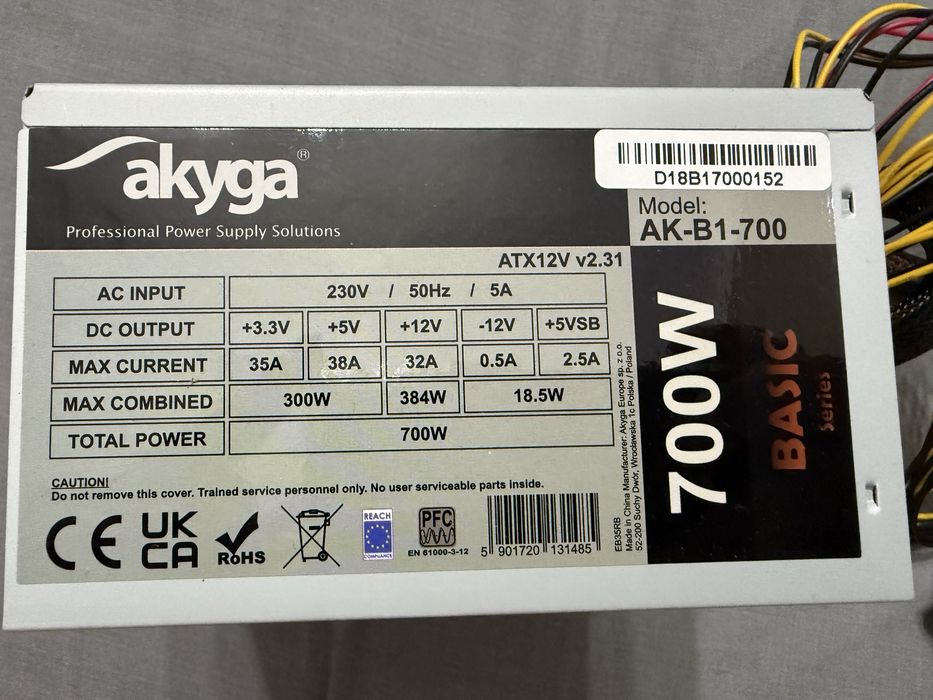 akyga®
Professional Power Supply Solutions
D18B17000152
Model:
AK-B1-700
ATX12V v2.31
AC INPUT 230V / 50Hz / 5A
DC OUTPUT +3.3V +5V +12V -12V +5VSB
MAX CURRENT 35A 38A 32A 0.5A 2.5A
MAX COMBINED 300W 384W 18.5W
TOTAL POWER 700W
CAUTION!
Do not remove this cover. Trained service personnel only. No user serviceable parts inside.
CE
UK
CA
RoHS
REACH
COMPLIANCE
PFC
EN 61000-3-12
5 901720 131485
EB35RB
Made in China Manufacturer: Akyga Europe sp. z o.o.
52-200 Suchy Dwór, Wrocławska 1c Polska / Poland
700W
BASIC
Series